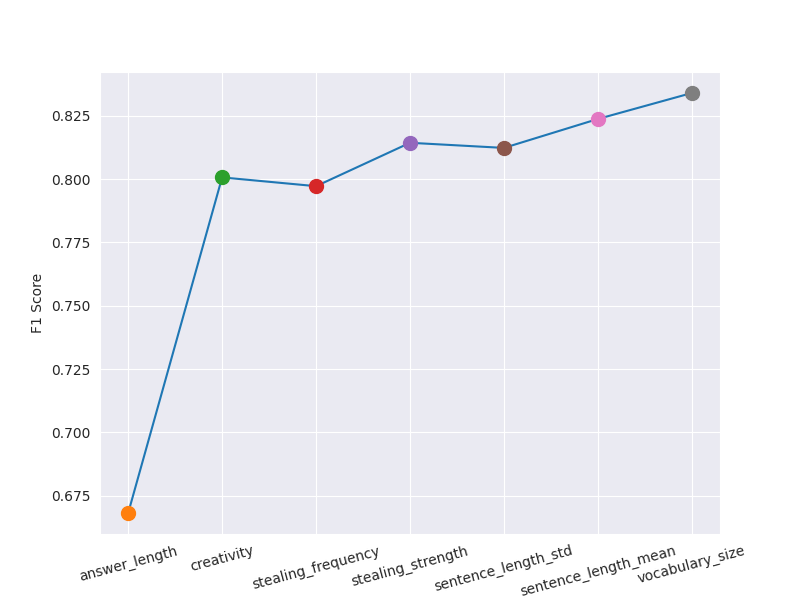 0.825
0.800
0.775
0.750
0.725
0.700
0.675
F1 Score
answer_length
creativity
stealing_frequency
stealing_strength
sentence_length_std
sentence_length_mean
vocabulary_size